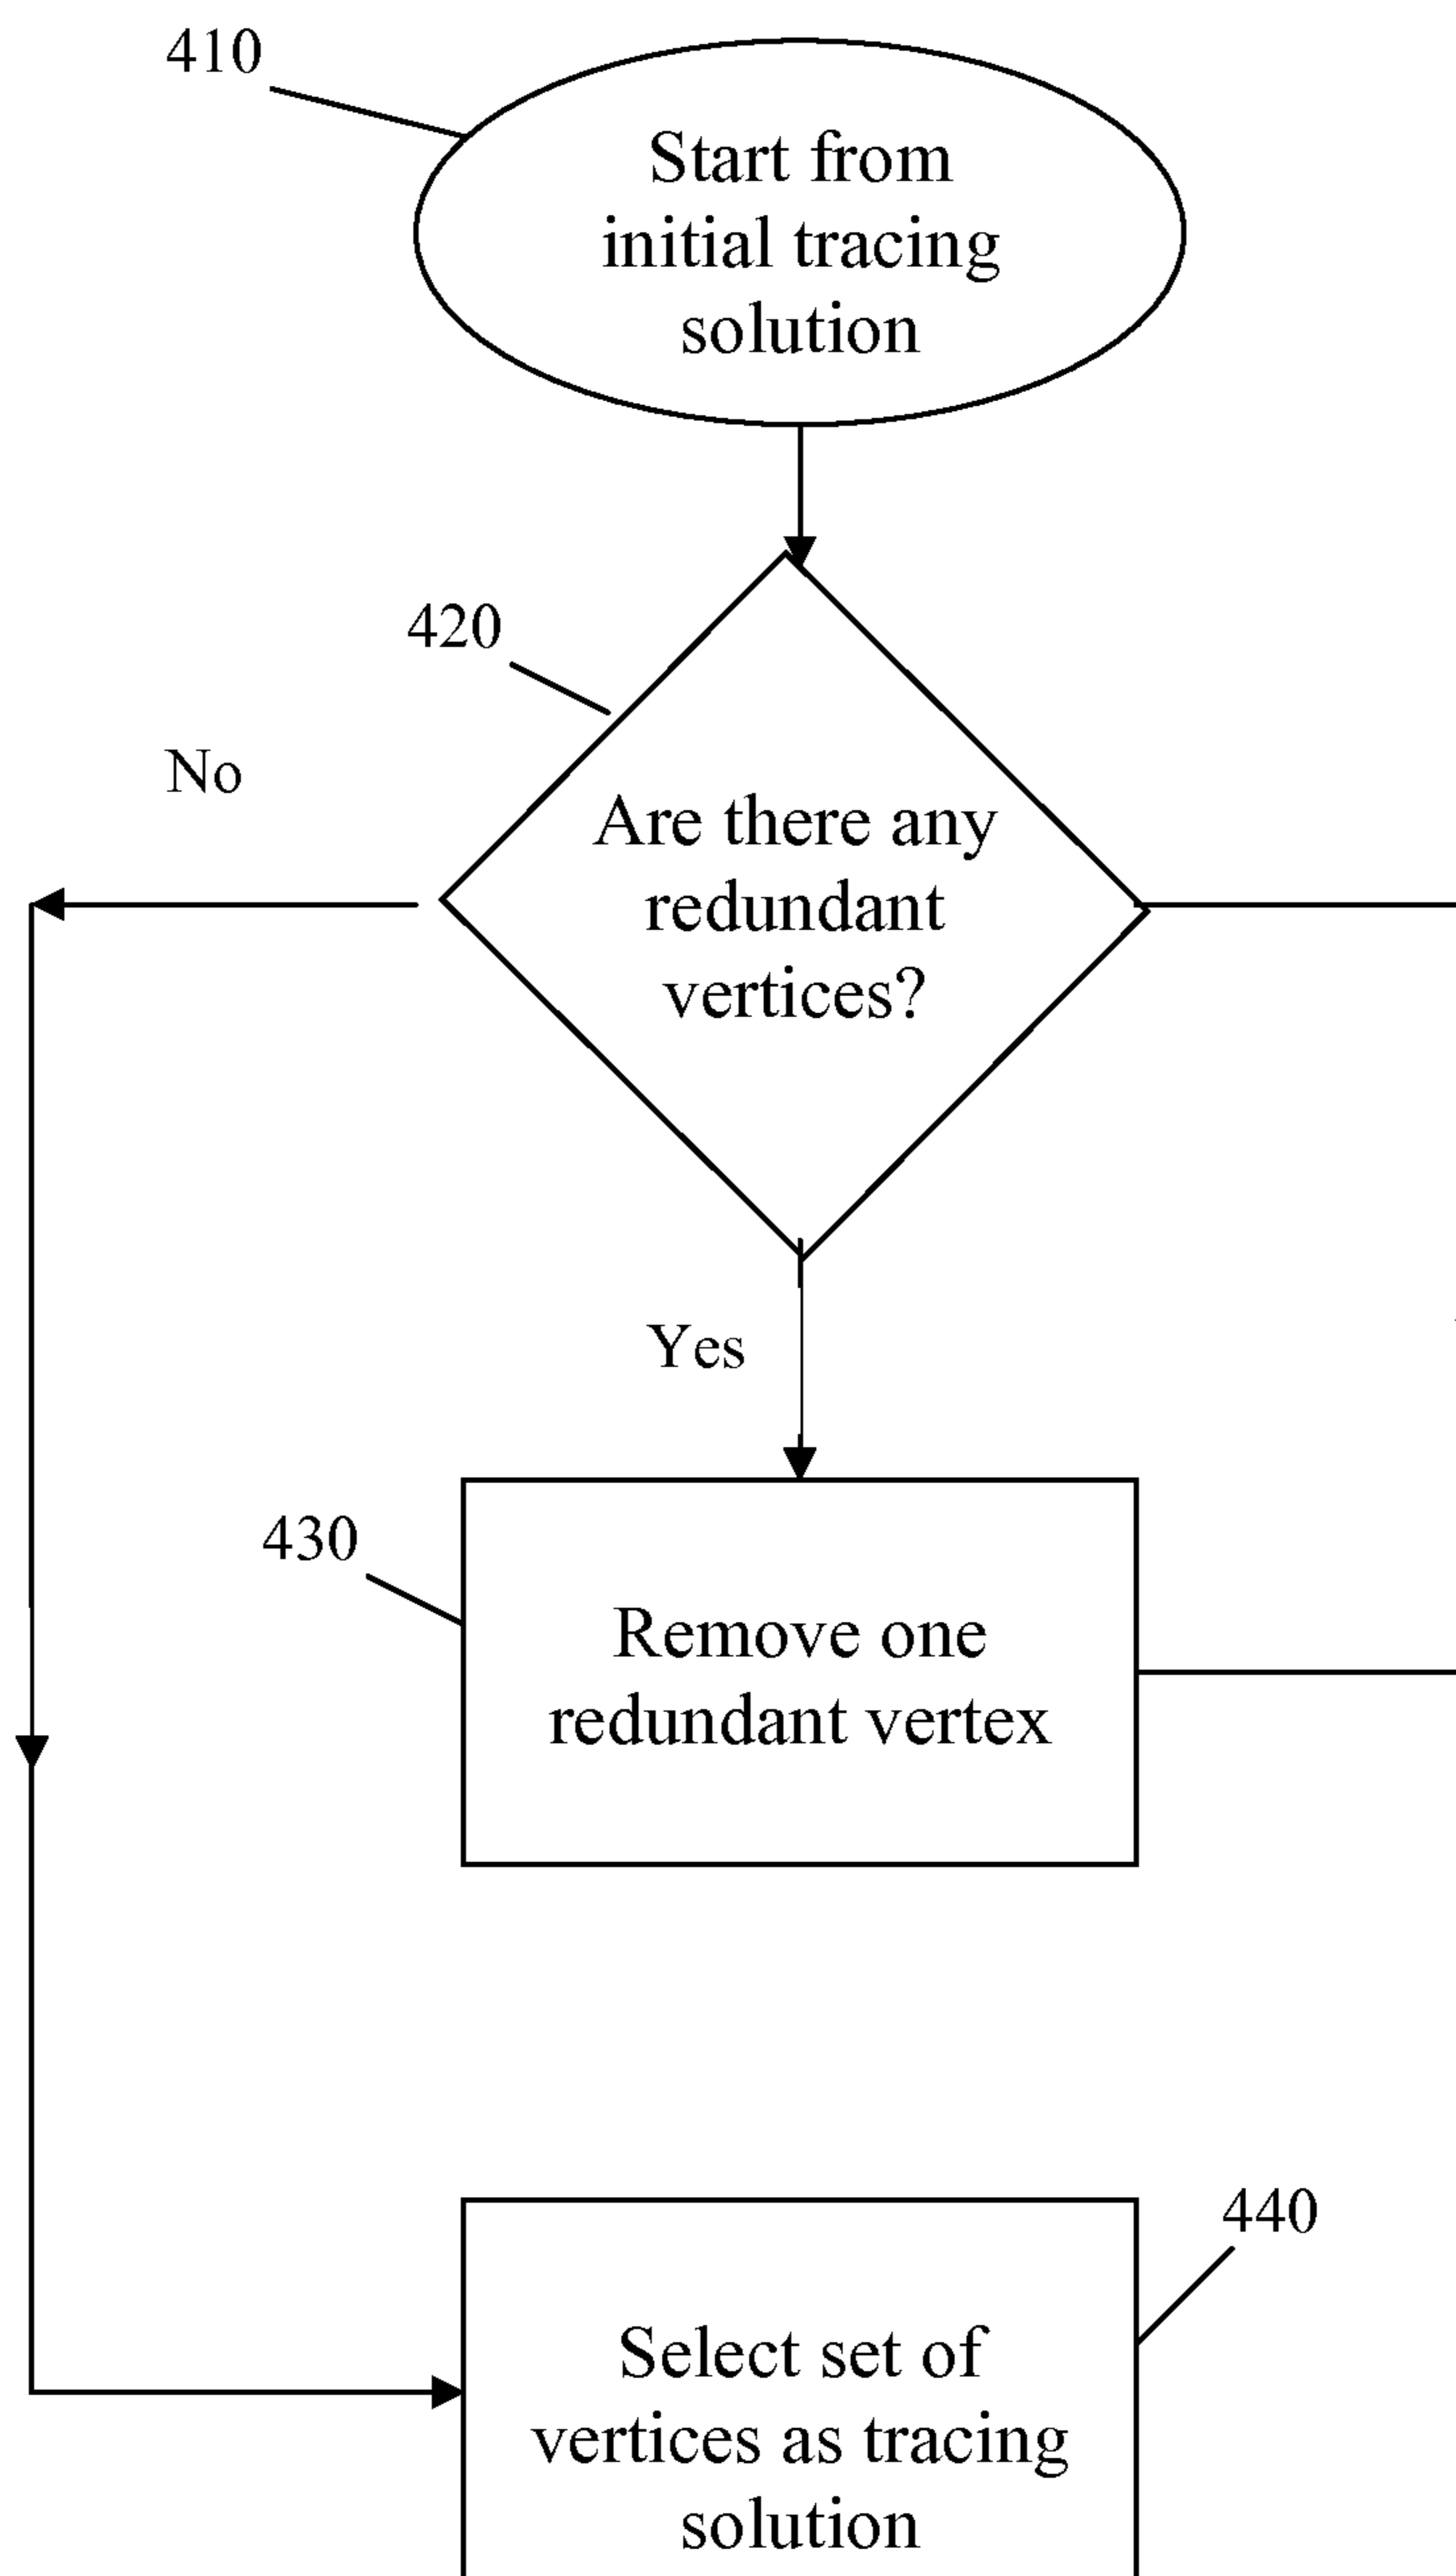 410
Start from
initial tracing
solution
420
No
Are there any
redundant
vertices?
Yes
430
Remove one
redundant vertex
440
Select set of
vertices as tracing
solution